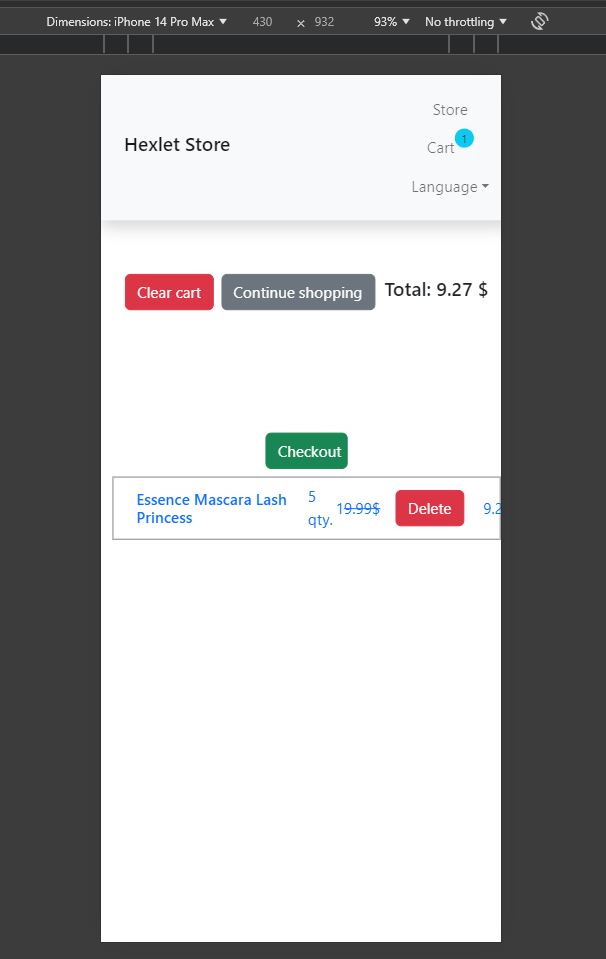 Dimensions: iPhone 14 Pro Max 430 × 932 93% No throttling
Store
Hexlet Store
Cart 1
Language
Clear cart Continue shopping Total: 9.27 $
Checkout
Essence Mascara Lash
Princess
5
qty.
19.99$ Delete 9.2